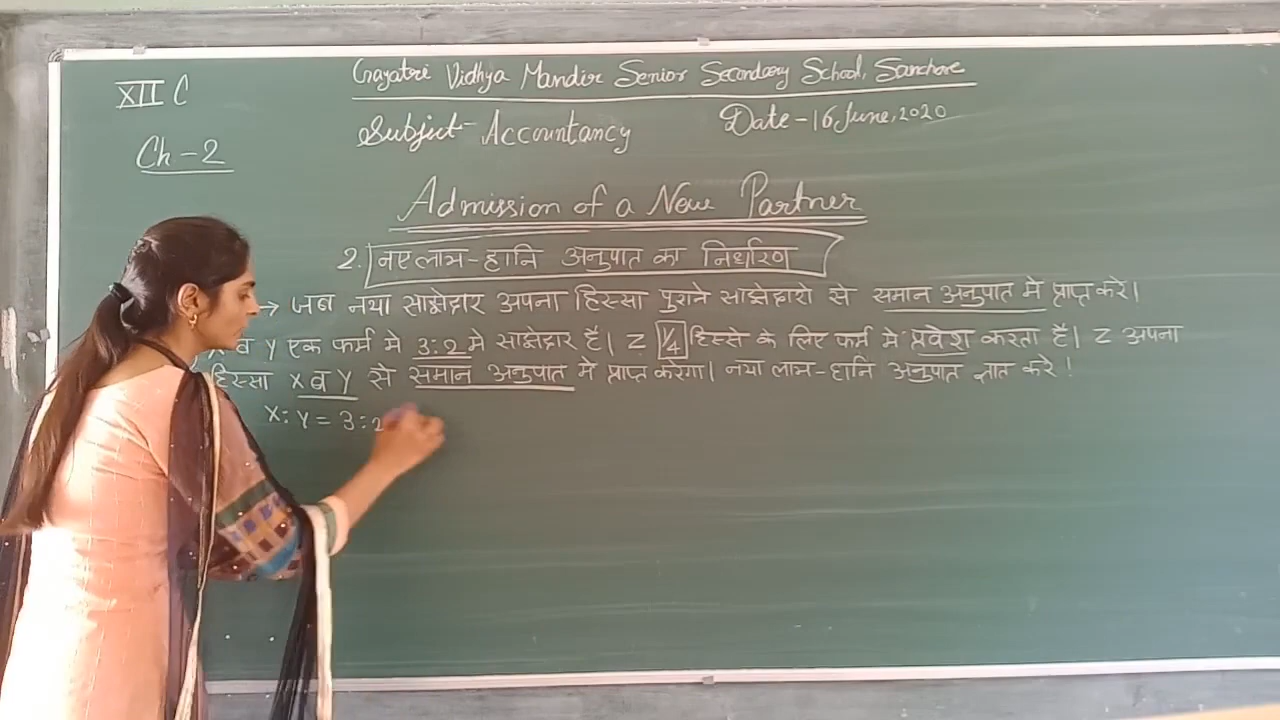 XII C
Ch-2
Gayatri Vidhya Mandir Senior Secondary School, Sanchore
Subject- Accountancy
Date-16 June, 2020
Admission of a New Partner
2. नए लाभ-हानि अनुपात का निर्धारण
→ जब नया साझेदार अपना हिस्सा पुराने साझेदारो से समान अनुपात मे प्राप्त करे।
X व Y एक फर्म मे 3:2 मे साझेदार हैं। Z 1/4 हिस्से के लिए फर्म मे प्रवेश करता है। Z अपना
हिस्सा X व Y से समान अनुपात मे प्राप्त करेगा। नया लाभ-हानि अनुपात ज्ञात करे!
X:Y = 3:2